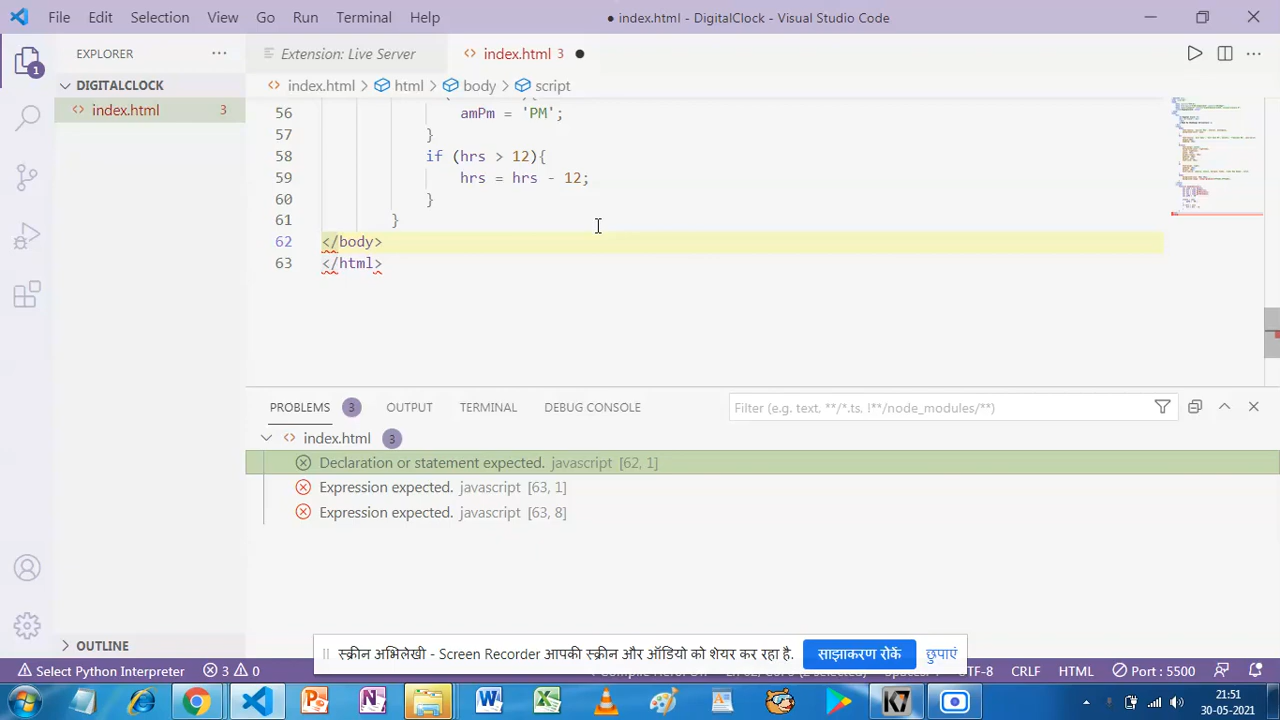 File Edit Selection View Go Run Terminal Help
● index.html - DigitalClock - Visual Studio Code
EXPLORER ···
Extension: Live Server
<> index.html 3 ●
DIGITALCLOCK
<> index.html 3
<> index.html > html > body > script
56 amPm = 'PM';
57 }
58 if (hrs > 12){
59 hrs = hrs - 12;
60 }
61 }
62 </body>
63 </html>
1
PROBLEMS 3 OUTPUT TERMINAL DEBUG CONSOLE
Filter (e.g. text. **/*.ts. !**/node_modules/**)
<> index.html 3
Declaration or statement expected. javascript [62, 1]
Expression expected. javascript [63, 1]
Expression expected. javascript [63, 8]
> OUTLINE
स्क्रीन अभिलेखी - Screen Recorder आपकी स्क्रीन और ऑडियो को शेयर कर रहा है. साझाकरण रोकें छुपाएं
Select Python Interpreter 3 0
UTF-8 CRLF HTML Port : 5500
21:51
30-05-2021